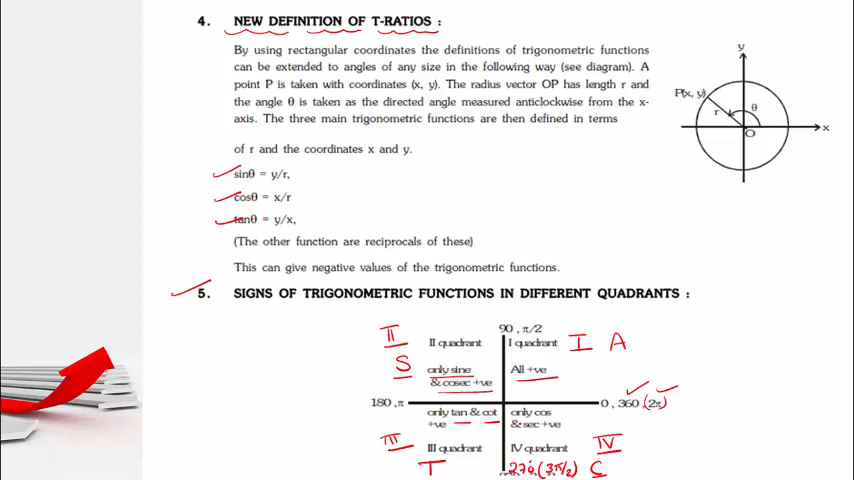 4. NEW DEFINITION OF T-RATIOS :
By using rectangular coordinates the definitions of trigonometric functions
can be extended to angles of any size in the following way (see diagram). A
point P is taken with coordinates (x, y). The radius vector OP has length r and
the angle θ is taken as the directed angle measured anticlockwise from the x-
axis. The three main trigonometric functions are then defined in terms
of r and the coordinates x and y.
y
P(x, y)
θ
r
O
x
sinθ = y/r,
cosθ = x/r
tanθ = y/x,
(The other function are reciprocals of these)
This can give negative values of the trigonometric functions.
5. SIGNS OF TRIGONOMETRIC FUNCTIONS IN DIFFERENT QUADRANTS :
90, π/2
II
II quadrant
I quadrant
I A
S
only sine
& cosec +ve
All +ve
180, π
0, 360, (2π)
only tan & cot
+ve
only cos
& sec +ve
III
III quadrant
IV quadrant
IV
T
270, (3π/2)
C